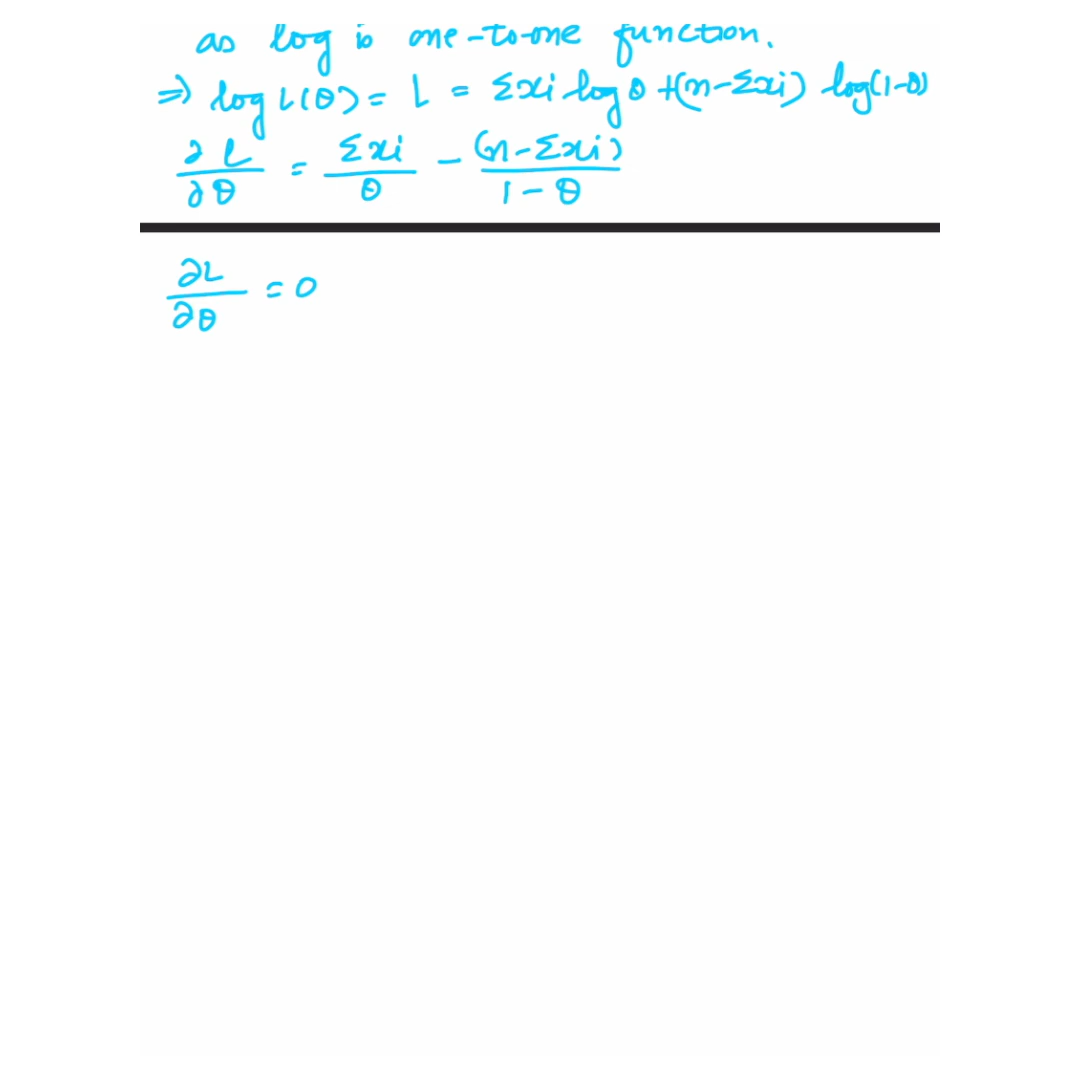 as log is one-to-one function.
⇒ log L(θ) = L = Σxi log θ + (n-Σxi) log(1-θ)
∂l/∂θ = Σxi/θ - (n-Σxi)/1-θ
∂L/∂θ = 0